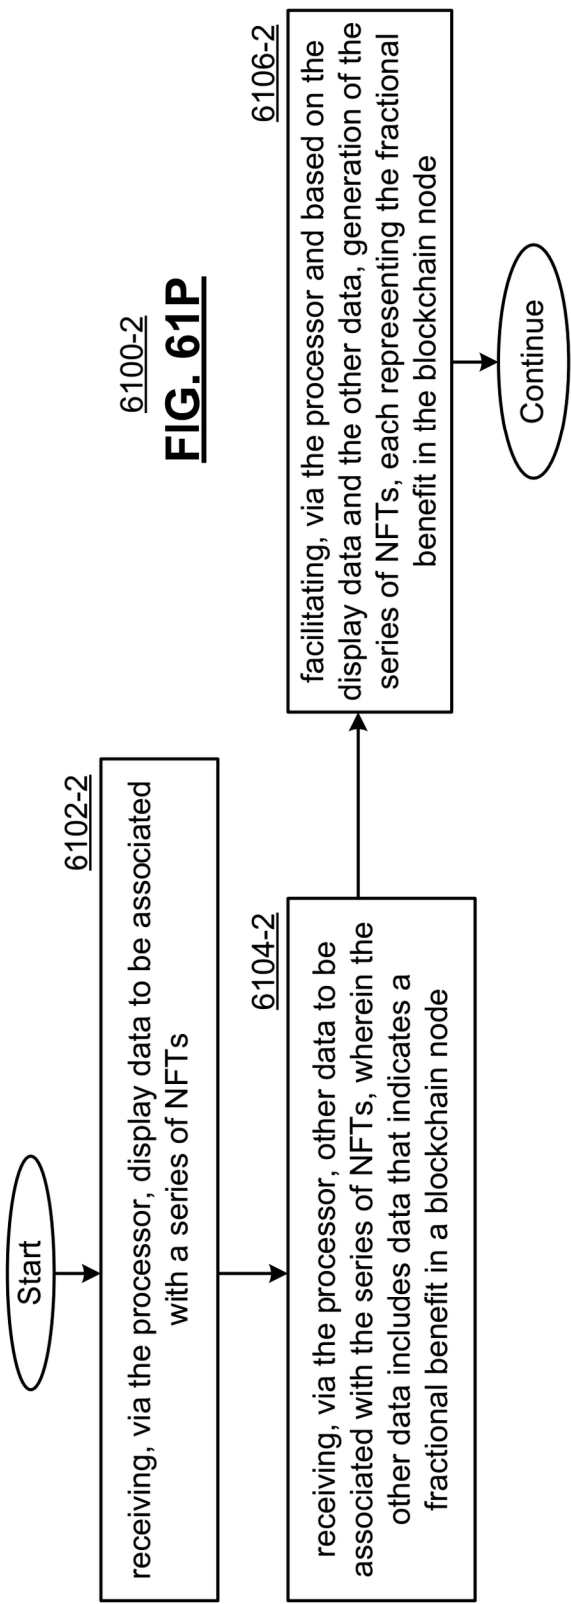 Start
6102-2
receiving, via the processor, display data to be associated
with a series of NFTs
6104-2
receiving, via the processor, other data to be
associated with the series of NFTs, wherein the
other data includes data that indicates a
fractional benefit in a blockchain node
6106-2
facilitating, via the processor and based on the
display data and the other data, generation of the
series of NFTs, each representing the fractional
benefit in the blockchain node
Continue
6100-2
FIG. 61P